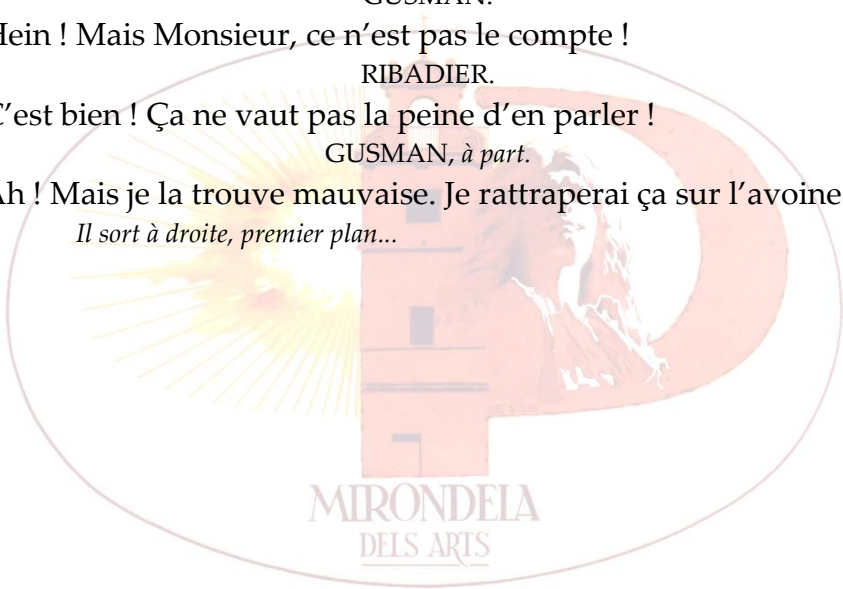 GUSMAN.
Hein ! Mais Monsieur, ce n’est pas le compte !
RIBADIER.
C’est bien ! Ça ne vaut pas la peine d’en parler !
GUSMAN, à part.
Ah ! Mais je la trouve mauvaise. Je rattraperai ça sur l’avoine
Il sort à droite, premier plan...
MIRONDELA
DELS ARTS